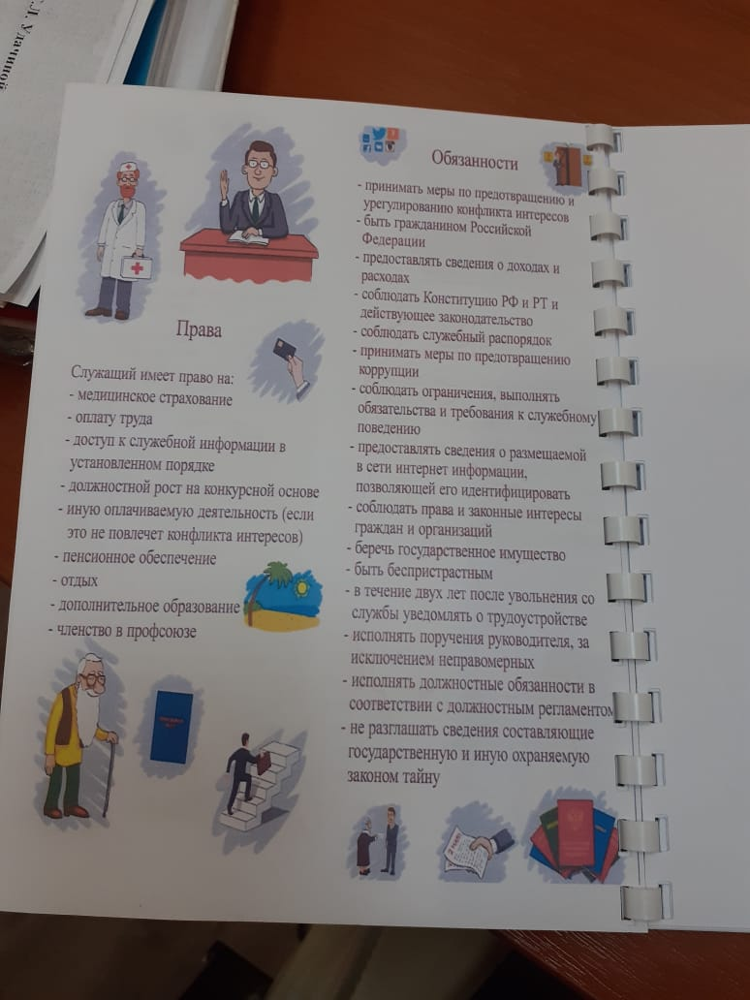 Л. Удачиной
Права
Служащий имеет право на:
- медицинское страхование
- оплату труда
- доступ к служебной информации в
установленном порядке
- должностной рост на конкурсной основе
- иную оплачиваемую деятельность (если
это не повлечет конфликта интересов)
- пенсионное обеспечение
- отдых
- дополнительное образование
- членство в профсоюзе
Обязанности
- принимать меры по предотвращению и
урегулированию конфликта интересов
- быть гражданином Российской
Федерации
- предоставлять сведения о доходах и
расходах
- соблюдать Конституцию РФ и РТ и
действующее законодательство
- соблюдать служебный распорядок
- принимать меры по предотвращению
коррупции
- соблюдать ограничения, выполнять
обязательства и требования к служебному
поведению
- предоставлять сведения о размещаемой
в сети интернет информации,
позволяющей его идентифицировать
- соблюдать права и законные интересы
граждан и организаций
- беречь государственное имущество
- быть беспристрастным
- в течение двух лет после увольнения со
службы уведомлять о трудоустройстве
- исполнять поручения руководителя, за
исключением неправомерных
- исполнять должностные обязанности в
соответствии с должностным регламентом
- не разглашать сведения составляющие
государственную и иную охраняемую
законом тайну